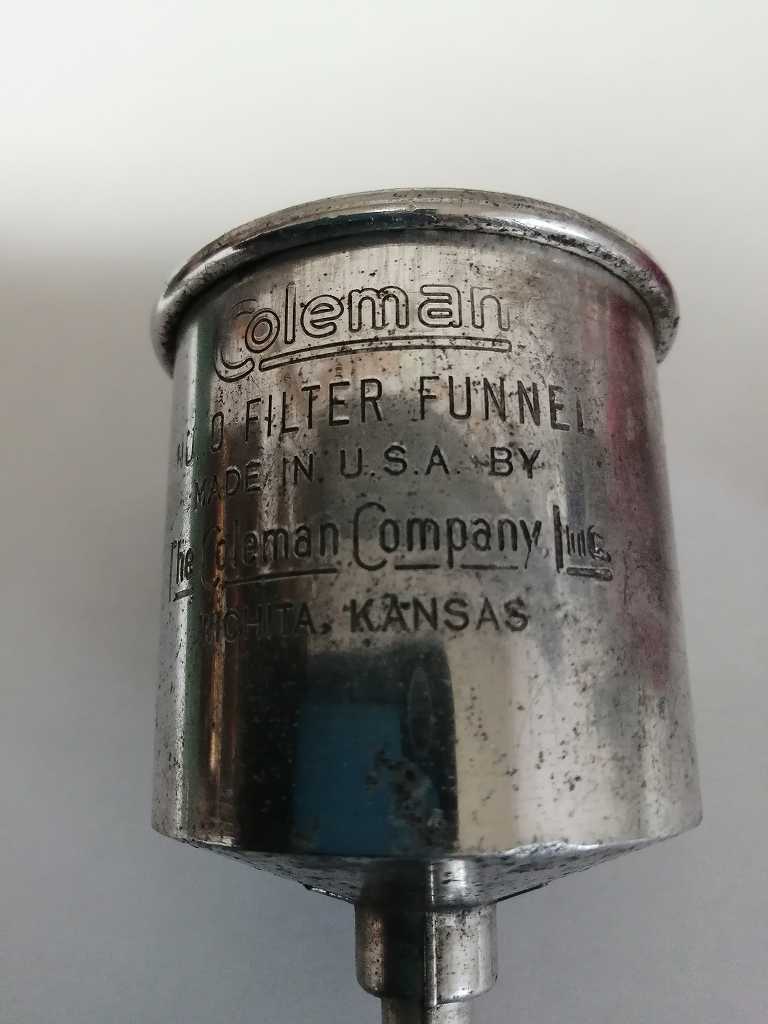 Coleman
NO. 0 FILTER FUNNEL
MADE IN U.S.A. BY
The Coleman Company, Inc.
WICHITA, KANSAS